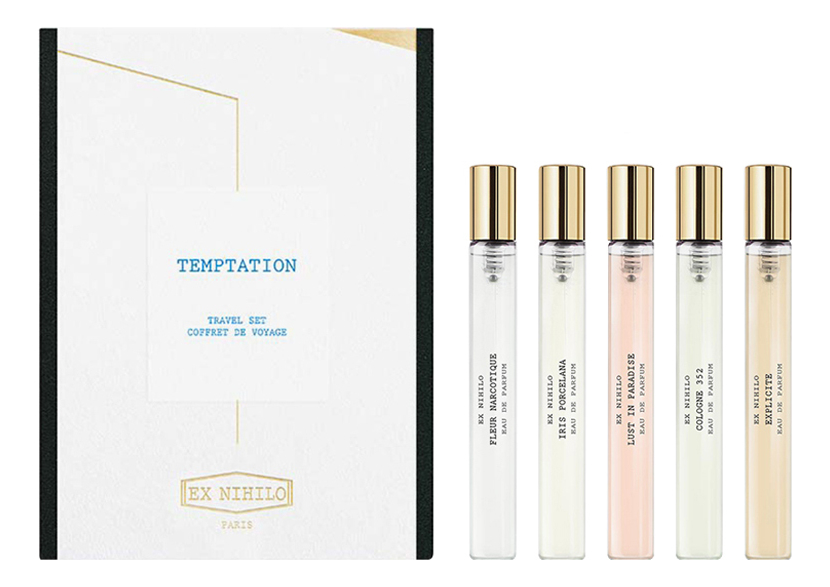 TEMPTATION
TRAVEL SET
COFFRET DE VOYAGE
EX NIHILO
PARIS
EX NIHILO
FLEUR NARCOTIQUE
EAU DE PARFUM
EX NIHILO
IRIS PORCELANA
EAU DE PARFUM
EX NIHILO
LUST IN PARADISE
EAU DE PARFUM
EX NIHILO
COLOGNE 352
EAU DE PARFUM
EX NIHILO
EXPLICITE
EAU DE PARFUM